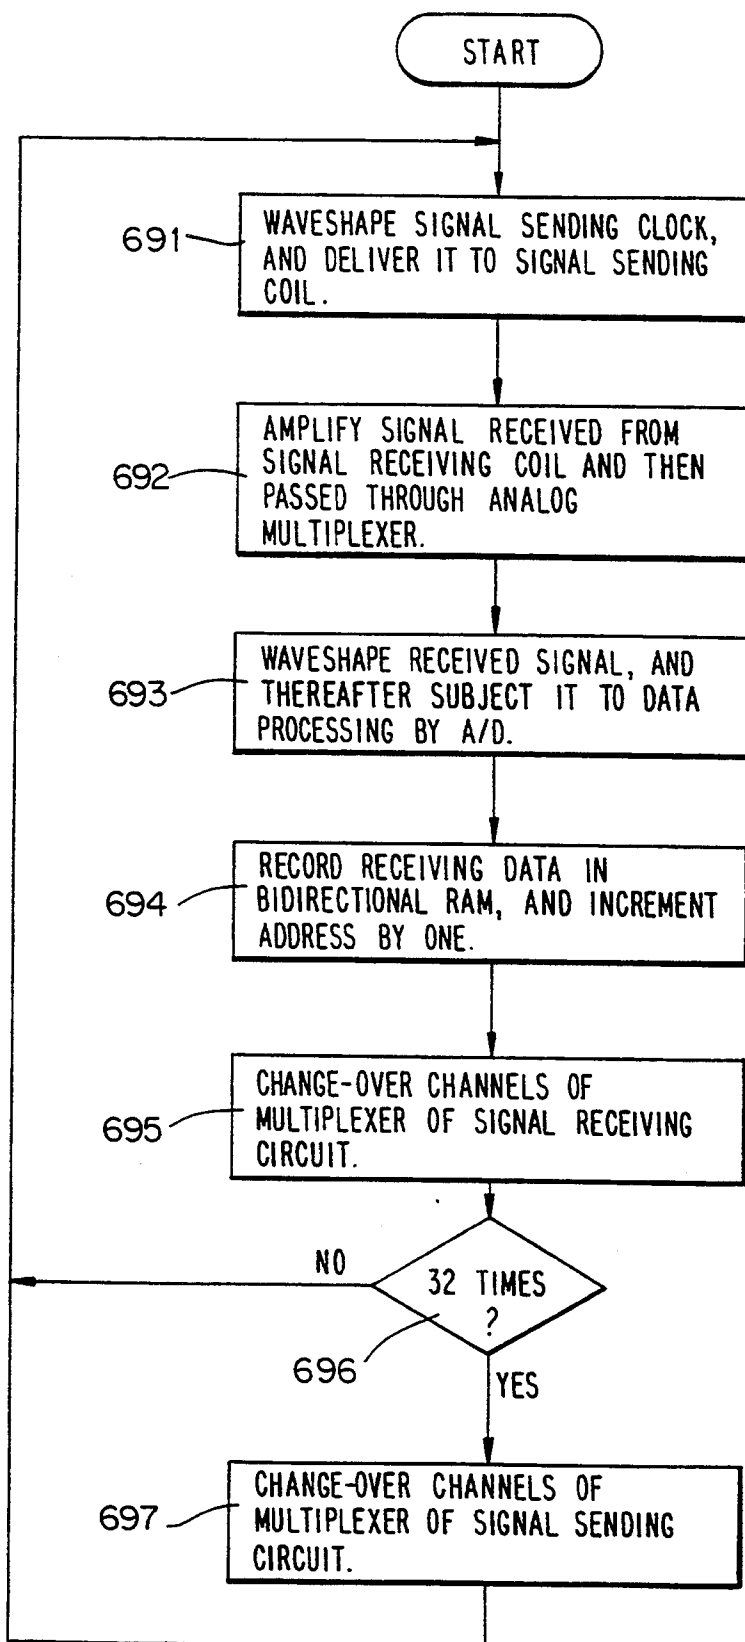 START
691
WAVESHAPE SIGNAL SENDING CLOCK,
AND DELIVER IT TO SIGNAL SENDING
COIL.
692
AMPLIFY SIGNAL RECEIVED FROM
SIGNAL RECEIVING COIL AND THEN
PASSED THROUGH ANALOG
MULTIPLEXER.
693
WAVESHAPE RECEIVED SIGNAL, AND
THEREAFTER SUBJECT IT TO DATA
PROCESSING BY A/D.
694
RECORD RECEIVING DATA IN
BIDIRECTIONAL RAM, AND INCREMENT
ADDRESS BY ONE.
695
CHANGE-OVER CHANNELS OF
MULTIPLEXER OF SIGNAL RECEIVING
CIRCUIT.
NO
32 TIMES
?
696
YES
697
CHANGE-OVER CHANNELS OF
MULTIPLEXER OF SIGNAL SENDING
CIRCUIT.